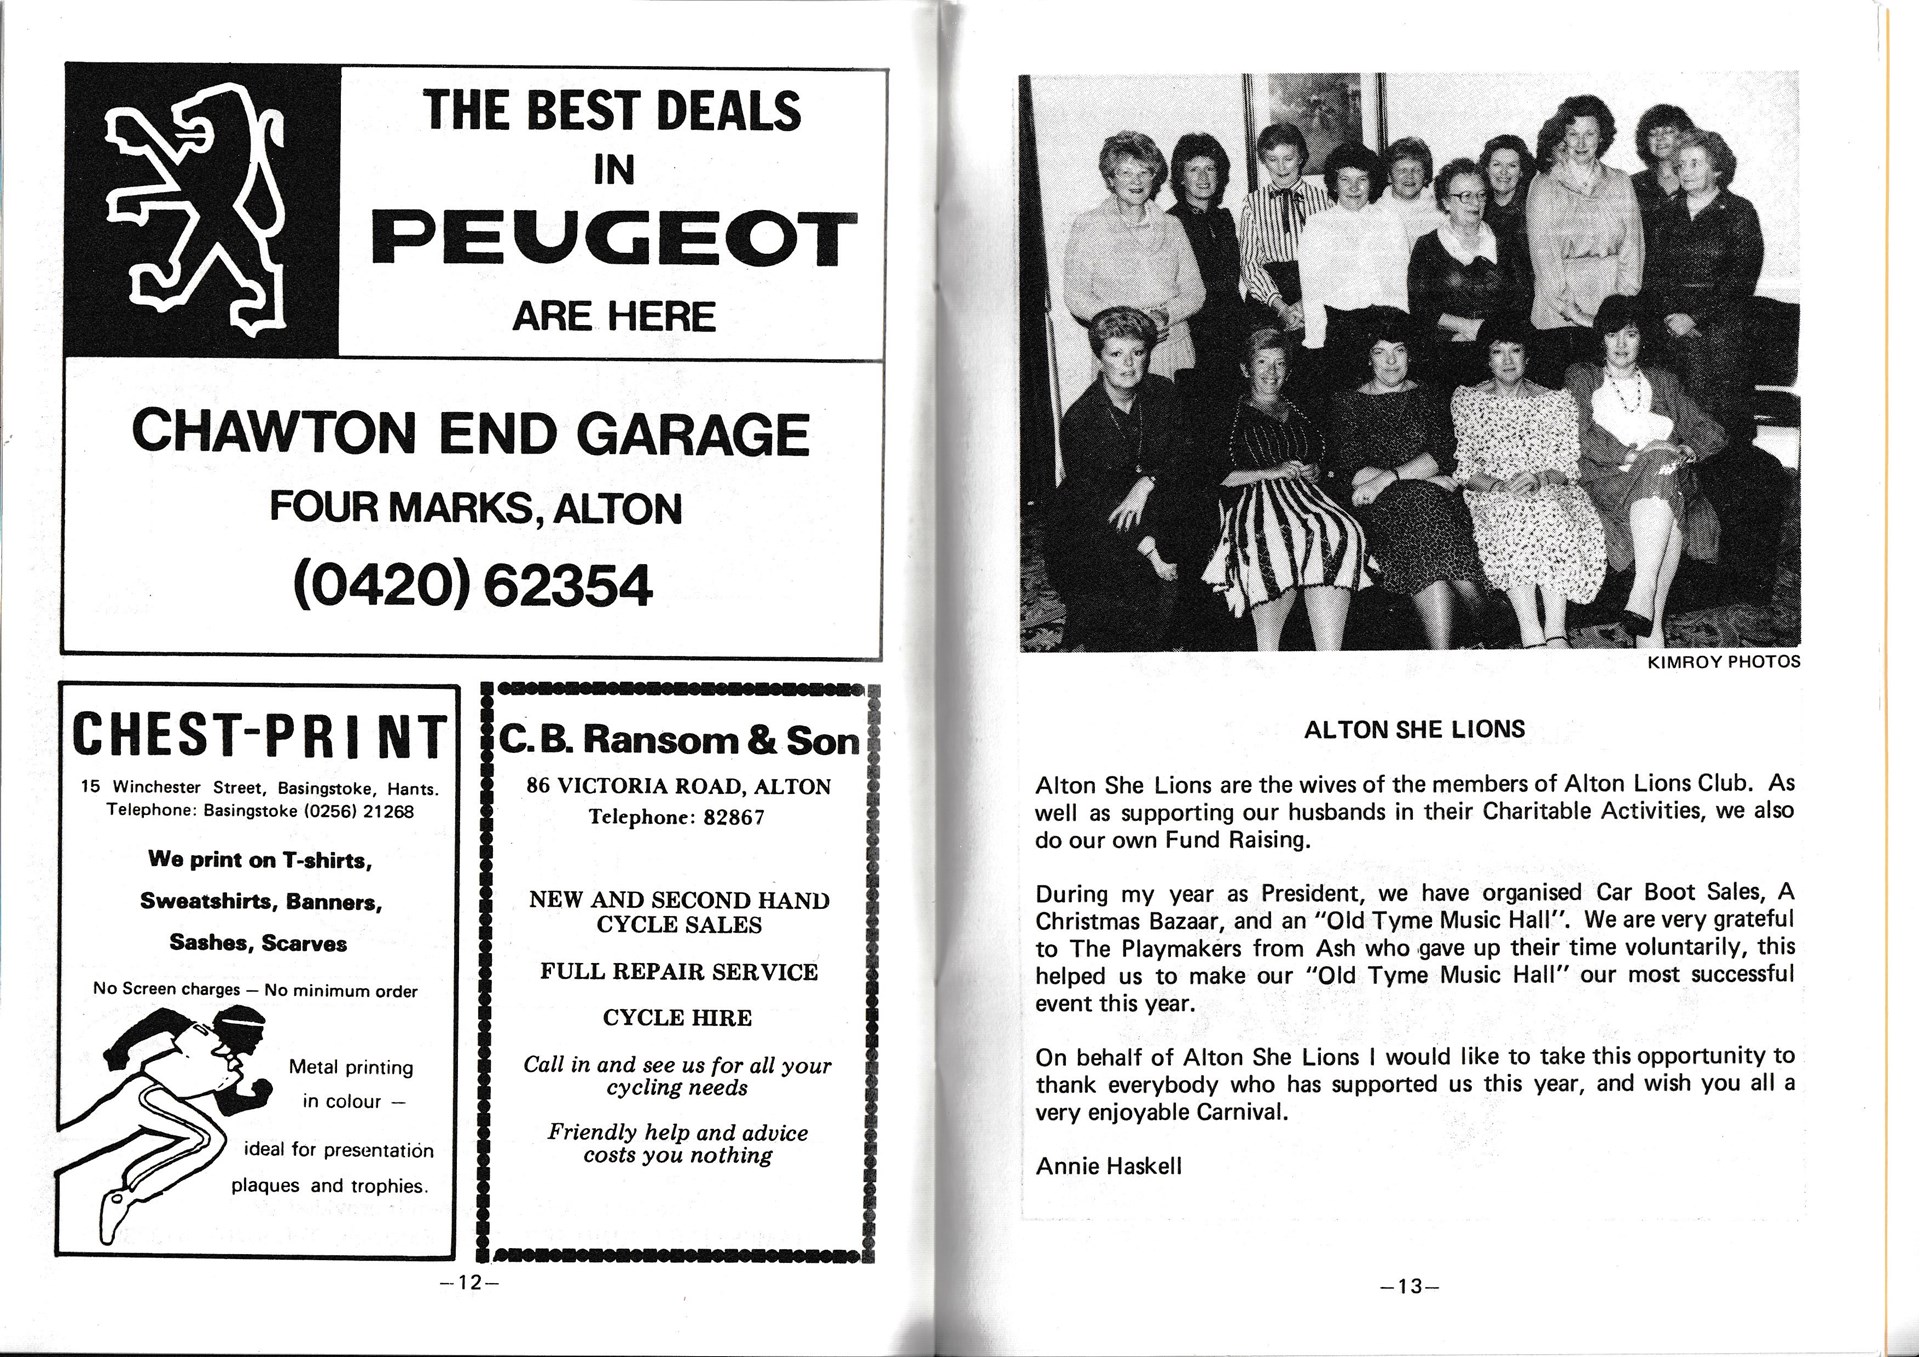 THE BEST DEALS
IN
PEUGEOT
ARE HERE
CHAWTON END GARAGE
FOUR MARKS, ALTON
(0420) 62354
CHEST-PRINT
15 Winchester Street, Basingstoke, Hants.
Telephone: Basingstoke (0256) 21268
We print on T-shirts,
Sweatshirts, Banners,
Sashes, Scarves
No Screen charges — No minimum order
Metal printing
in colour —
ideal for presentation
plaques and trophies.
C.B. Ransom & Son
86 VICTORIA ROAD, ALTON
Telephone: 82867
NEW AND SECOND HAND
CYCLE SALES
FULL REPAIR SERVICE
CYCLE HIRE
Call in and see us for all your
cycling needs
Friendly help and advice
costs you nothing
—12—
KIMROY PHOTOS
ALTON SHE LIONS
Alton She Lions are the wives of the members of Alton Lions Club. As
well as supporting our husbands in their Charitable Activities, we also
do our own Fund Raising.
During my year as President, we have organised Car Boot Sales, A
Christmas Bazaar, and an "Old Tyme Music Hall". We are very grateful
to The Playmakers from Ash who gave up their time voluntarily, this
helped us to make our "Old Tyme Music Hall" our most successful
event this year.
On behalf of Alton She Lions I would like to take this opportunity to
thank everybody who has supported us this year, and wish you all a
very enjoyable Carnival.
Annie Haskell
—13—